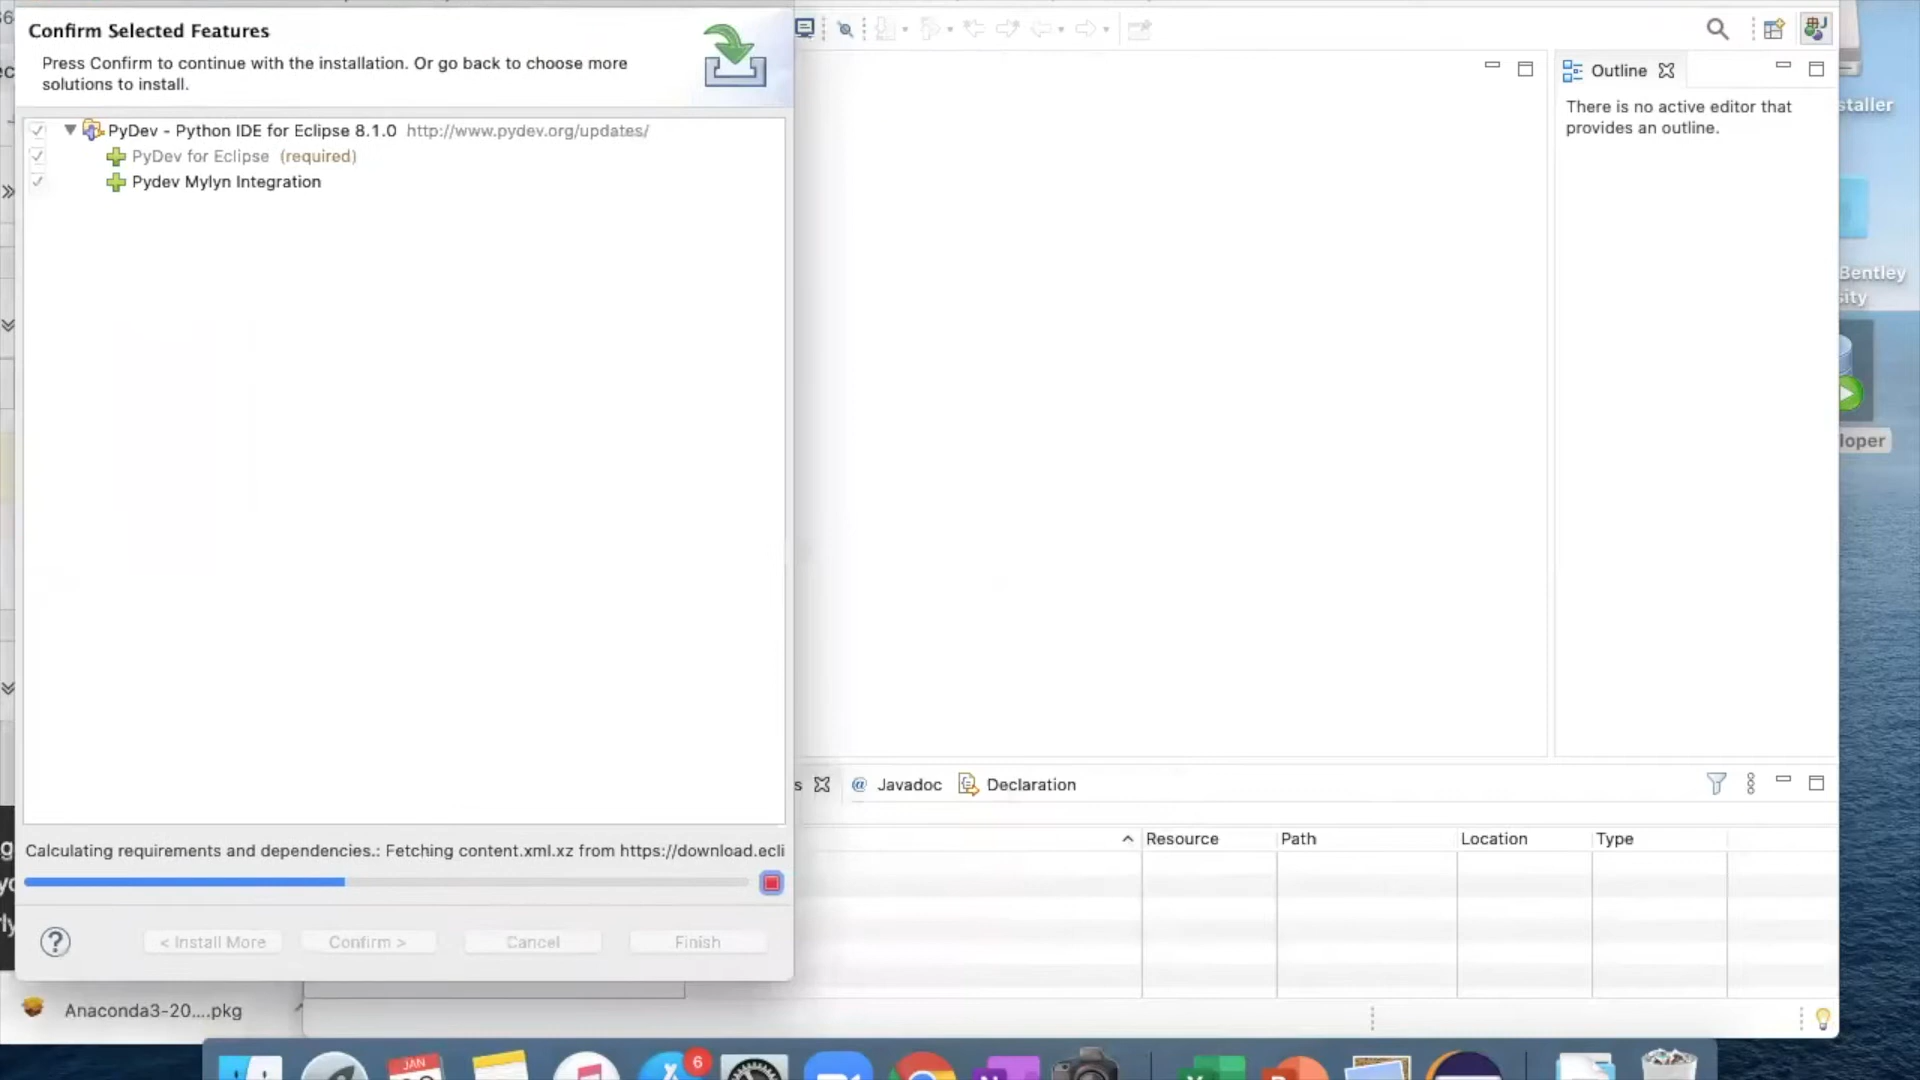 Confirm Selected Features
Press Confirm to continue with the installation. Or go back to choose more
solutions to install.
PyDev - Python IDE for Eclipse 8.1.0 http://www.pydev.org/updates/
PyDev for Eclipse (required)
Pydev Mylyn Integration
Calculating requirements and dependencies.: Fetching content.xml.xz from https://download.ecli
< Install More
Confirm >
Cancel
Finish
Outline
There is no active editor that
provides an outline.
staller
Bentley
sity
loper
s
@ Javadoc
Declaration
Resource
Path
Location
Type
Anaconda3-20....pkg
JAN
6